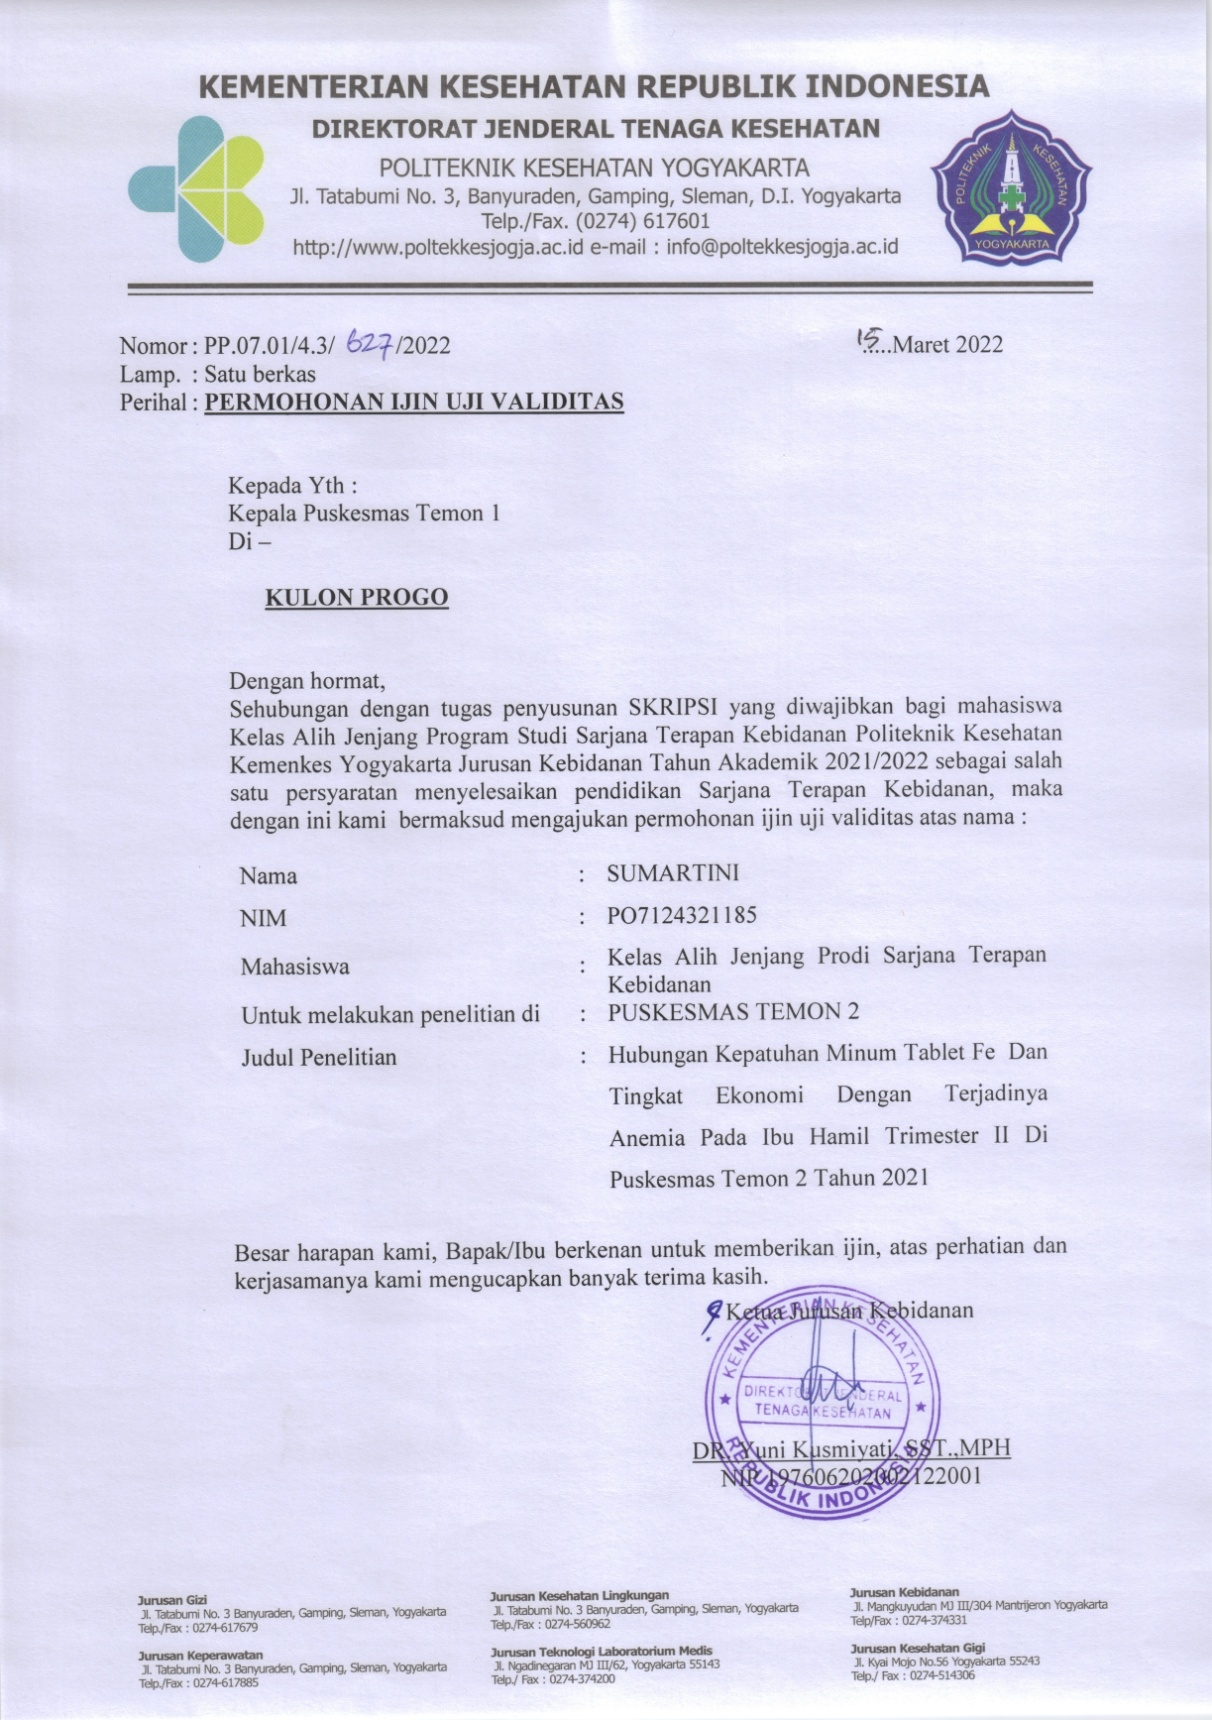 KEMENTERIAN KESEHATAN REPUBLIK INDONESIA
DIREKTORAT JENDERAL TENAGA KESEHATAN
POLITEKNIK KESEHATAN YOGYAKARTA
Jl. Tatabumi No. 3, Banyuraden, Gamping, Sleman, D.I. Yogyakarta
Telp./Fax. (0274) 617601
http://www.poltekkesjogja.ac.id e-mail : info@poltekkesjogja.ac.id
POLITEKNIK KESEHATAN
YOGYAKARTA
Nomor : PP.07.01/4.3/ 627 /2022
15.....Maret 2022
Lamp. : Satu berkas
Perihal : PERMOHONAN IJIN UJI VALIDITAS
Kepada Yth :
Kepala Puskesmas Temon 1
Di –
KULON PROGO
Dengan hormat,
Sehubungan dengan tugas penyusunan SKRIPSI yang diwajibkan bagi mahasiswa
Kelas Alih Jenjang Program Studi Sarjana Terapan Kebidanan Politeknik Kesehatan
Kemenkes Yogyakarta Jurusan Kebidanan Tahun Akademik 2021/2022 sebagai salah
satu persyaratan menyelesaikan pendidikan Sarjana Terapan Kebidanan, maka
dengan ini kami bermaksud mengajukan permohonan ijin uji validitas atas nama :
Nama : SUMARTINI
NIM : PO7124321185
Mahasiswa : Kelas Alih Jenjang Prodi Sarjana Terapan
Kebidanan
Untuk melakukan penelitian di : PUSKESMAS TEMON 2
Judul Penelitian : Hubungan Kepatuhan Minum Tablet Fe Dan
Tingkat Ekonomi Dengan Terjadinya
Anemia Pada Ibu Hamil Trimester II Di
Puskesmas Temon 2 Tahun 2021
Besar harapan kami, Bapak/Ibu berkenan untuk memberikan ijin, atas perhatian dan
kerjasamanya kami mengucapkan banyak terima kasih.
Ketua Jurusan Kebidanan
KEMENTERIAN KESEHATAN
DIREKTORAT JENDERAL
TENAGA KESEHATAN
REPUBLIK INDONESIA
DR. Yuni Kusmiyati, SST.,MPH
NIP 197606202002122001
Jurusan Gizi
Jl. Tatabumi No. 3 Banyuraden, Gamping, Sleman, Yogyakarta
Telp./Fax : 0274-617679
Jurusan Kesehatan Lingkungan
Jl. Tatabumi No. 3 Banyuraden, Gamping, Sleman, Yogyakarta
Telp./Fax : 0274-560962
Jurusan Kebidanan
Jl. Mangkuyudan MJ III/304 Mantrijeron Yogyakarta
Telp/Fax : 0274-374331
Jurusan Keperawatan
Jl. Tatabumi No. 3 Banyuraden, Gamping, Sleman, Yogyakarta
Telp./Fax : 0274-617885
Jurusan Teknologi Laboratorium Medis
Jl. Ngadinegaran MJ III/62, Yogyakarta 55143
Telp./ Fax : 0274-374200
Jurusan Kesehatan Gigi
Jl. Kyai Mojo No.56 Yogyakarta 55243
Telp./ Fax : 0274-514306